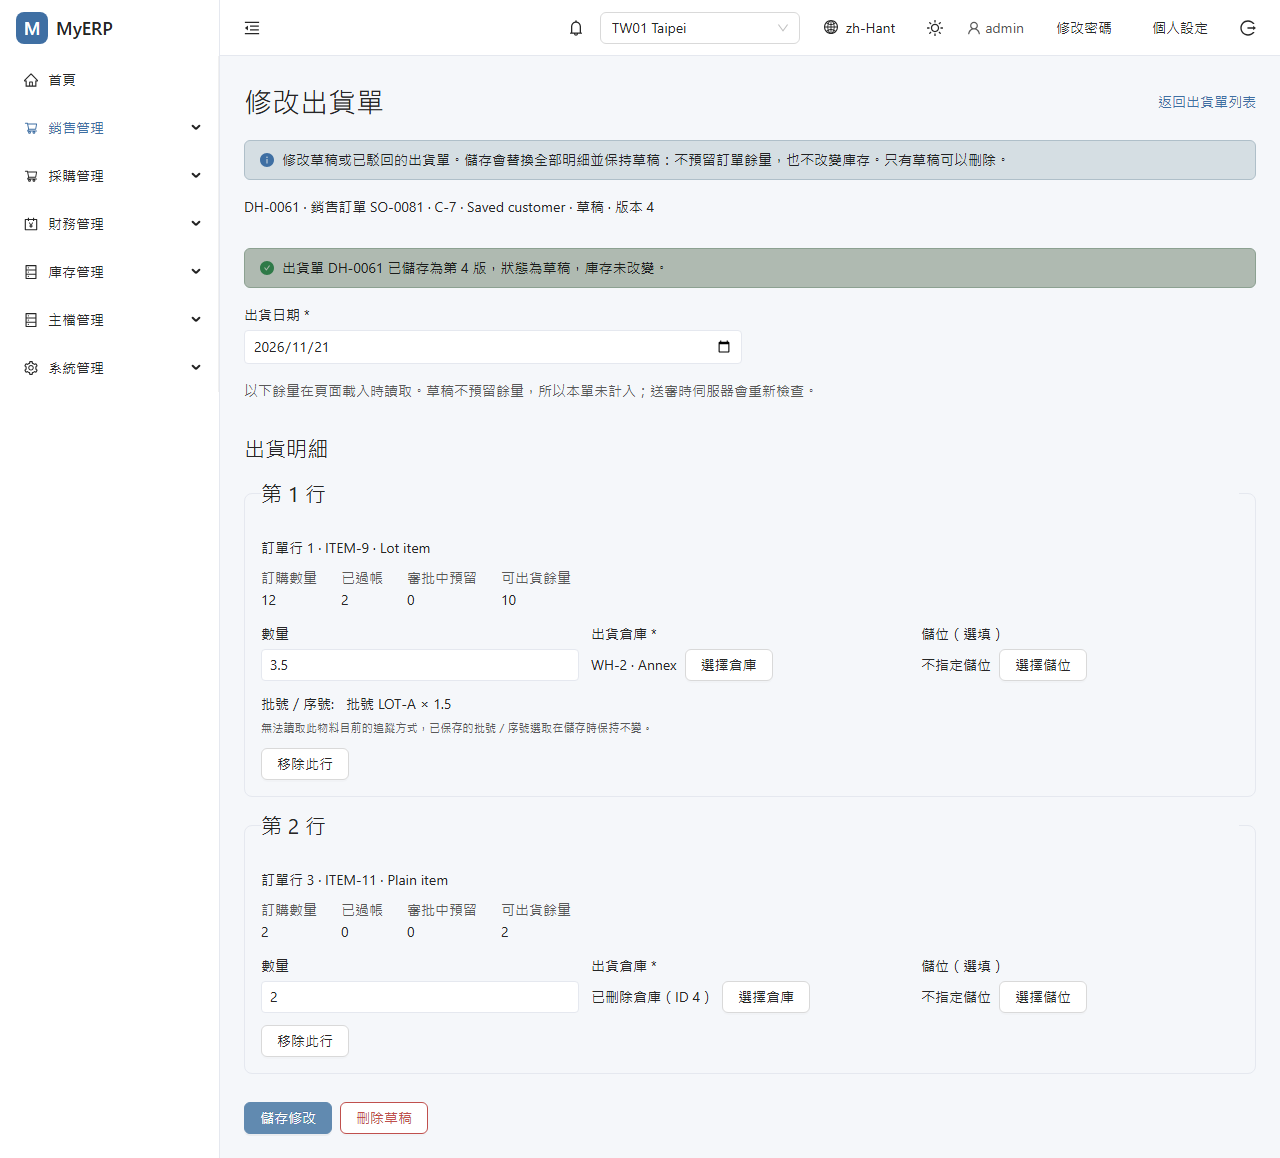 M MyERP
TW01 Taipei
zh-Hant
admin
修改密碼
個人設定
首頁
銷售管理
採購管理
財務管理
庫存管理
主檔管理
系統管理
修改出貨單
返回出貨單列表
修改草稿或已駁回的出貨單。儲存會替換全部明細並保持草稿：不預留訂單餘量，也不改變庫存。只有草稿可以刪除。
DH-0061 · 銷售訂單 SO-0081 · C-7 · Saved customer · 草稿 · 版本 4
出貨單 DH-0061 已儲存為第 4 版，狀態為草稿，庫存未改變。
出貨日期 *
2026/11/21
以下餘量在頁面載入時讀取。草稿不預留餘量，所以本單未計入；送審時伺服器會重新檢查。
出貨明細
第 1 行
訂單行 1 · ITEM-9 · Lot item
訂購數量 已過帳 審批中預留 可出貨餘量
12 2 0 10
數量 出貨倉庫 * 儲位（選填）
3.5 WH-2 · Annex 選擇倉庫 不指定儲位 選擇儲位
批號 / 序號: 批號 LOT-A × 1.5
無法讀取此物料目前的追蹤方式，已保存的批號 / 序號選取在儲存時保持不變。
移除此行
第 2 行
訂單行 3 · ITEM-11 · Plain item
訂購數量 已過帳 審批中預留 可出貨餘量
2 0 0 2
數量 出貨倉庫 * 儲位（選填）
2 已刪除倉庫（ID 4） 選擇倉庫 不指定儲位 選擇儲位
移除此行
儲存修改 刪除草稿